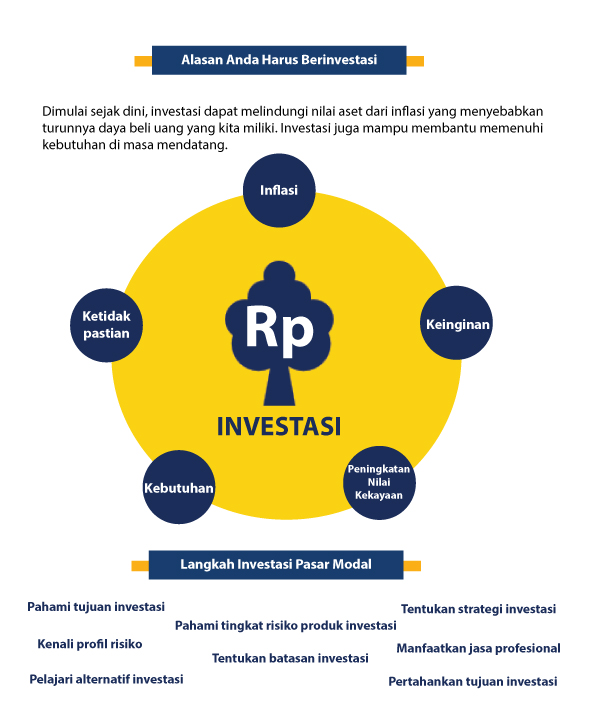 Alasan Anda Harus Berinvestasi
Dimulai sejak dini, investasi dapat melindungi nilai aset dari inflasi yang menyebabkan
turunnya daya beli uang yang kita miliki. Investasi juga mampu membantu memenuhi
kebutuhan di masa mendatang.
Inflasi
Ketidak
pastian
Rp
Keinginan
INVESTASI
Kebutuhan
Peningkatan
Nilai
Kekayaan
Langkah Investasi Pasar Modal
Pahami tujuan investasi
Kenali profil risiko
Pelajari alternatif investasi
Pahami tingkat risiko produk investasi
Tentukan batasan investasi
Tentukan strategi investasi
Manfaatkan jasa profesional
Pertahankan tujuan investasi